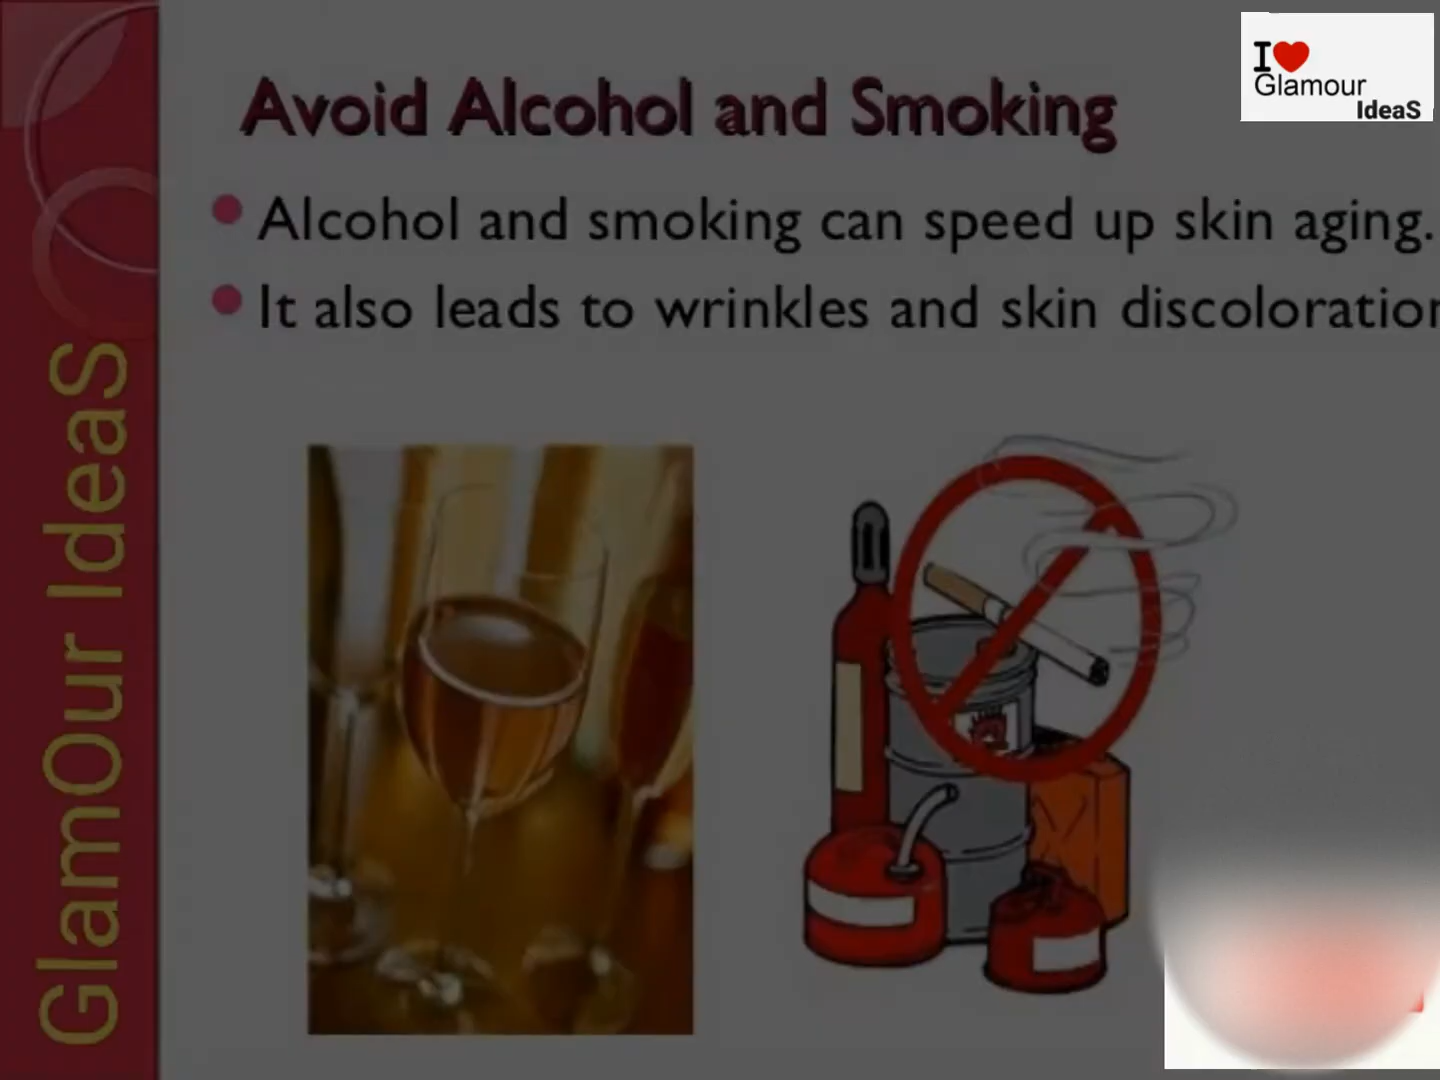 I
Glamour
IdeaS
Avoid Alcohol and Smoking
Alcohol and smoking can speed up skin aging.
It also leads to wrinkles and skin discoloration
GlamOur IdeaS